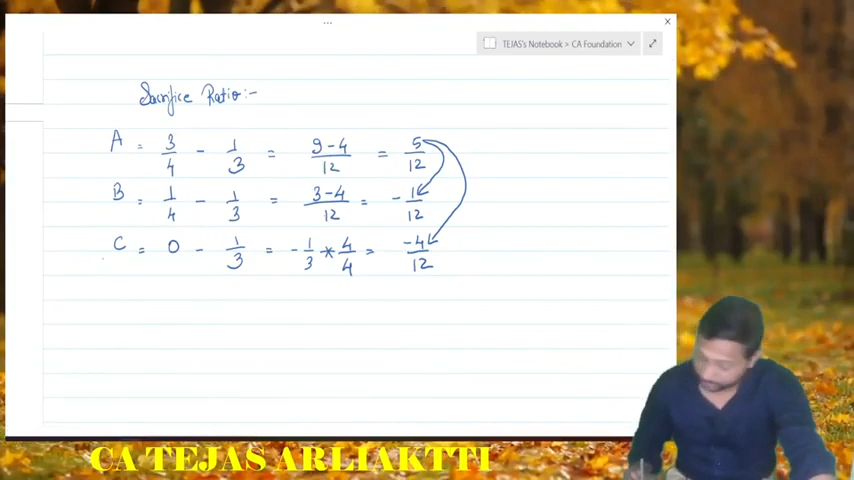 TEJAS's Notebook > CA Foundation
Sacrifice Ratio:-
A = 3/4 - 1/3 = 9-4/12 = 5/12
B = 1/4 - 1/3 = 3-4/12 = -1/12
C = 0 - 1/3 = -1/3 * 4/4 = -4/12
CA TEJAS ARLIAKTTI